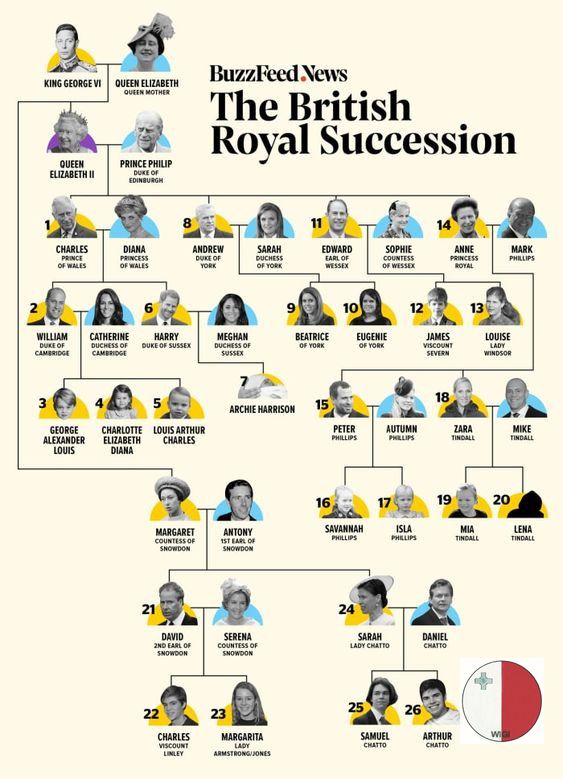 BuzzFeed.News
The British
Royal Succession
KING GEORGE VI
QUEEN ELIZABETH
QUEEN MOTHER
QUEEN
ELIZABETH II
PRINCE PHILIP
DUKE OF
EDINBURGH
1
CHARLES
PRINCE
OF WALES
DIANA
PRINCESS
OF WALES
8
ANDREW
DUKE OF
YORK
SARAH
DUCHESS
OF YORK
11
EDWARD
EARL OF
WESSEX
SOPHIE
COUNTESS
OF WESSEX
14
ANNE
PRINCESS
ROYAL
MARK
PHILLIPS
2
WILLIAM
DUKE OF
CAMBRIDGE
CATHERINE
DUCHESS OF
CAMBRIDGE
6
HARRY
DUKE OF SUSSEX
MEGHAN
DUCHESS OF
SUSSEX
9
BEATRICE
OF YORK
10
EUGENIE
OF YORK
12
JAMES
VISCOUNT
SEVERN
13
LOUISE
LADY
WINDSOR
3
GEORGE
ALEXANDER
LOUIS
4
CHARLOTTE
ELIZABETH
DIANA
5
LOUIS ARTHUR
CHARLES
7
ARCHIE HARRISON
15
PETER
PHILLIPS
AUTUMN
PHILLIPS
18
ZARA
TINDALL
MIKE
TINDALL
16
SAVANNAH
PHILLIPS
17
ISLA
PHILLIPS
19
MIA
TINDALL
20
LENA
TINDALL
MARGARET
COUNTESS OF
SNOWDON
ANTONY
1ST EARL OF
SNOWDON
21
DAVID
2ND EARL OF
SNOWDON
SERENA
COUNTESS OF
SNOWDON
24
SARAH
LADY CHATTO
DANIEL
CHATTO
22
CHARLES
VISCOUNT
LINLEY
23
MARGARITA
LADY
ARMSTRONG/JONES
25
SAMUEL
CHATTO
26
ARTHUR
CHATTO
WIGI